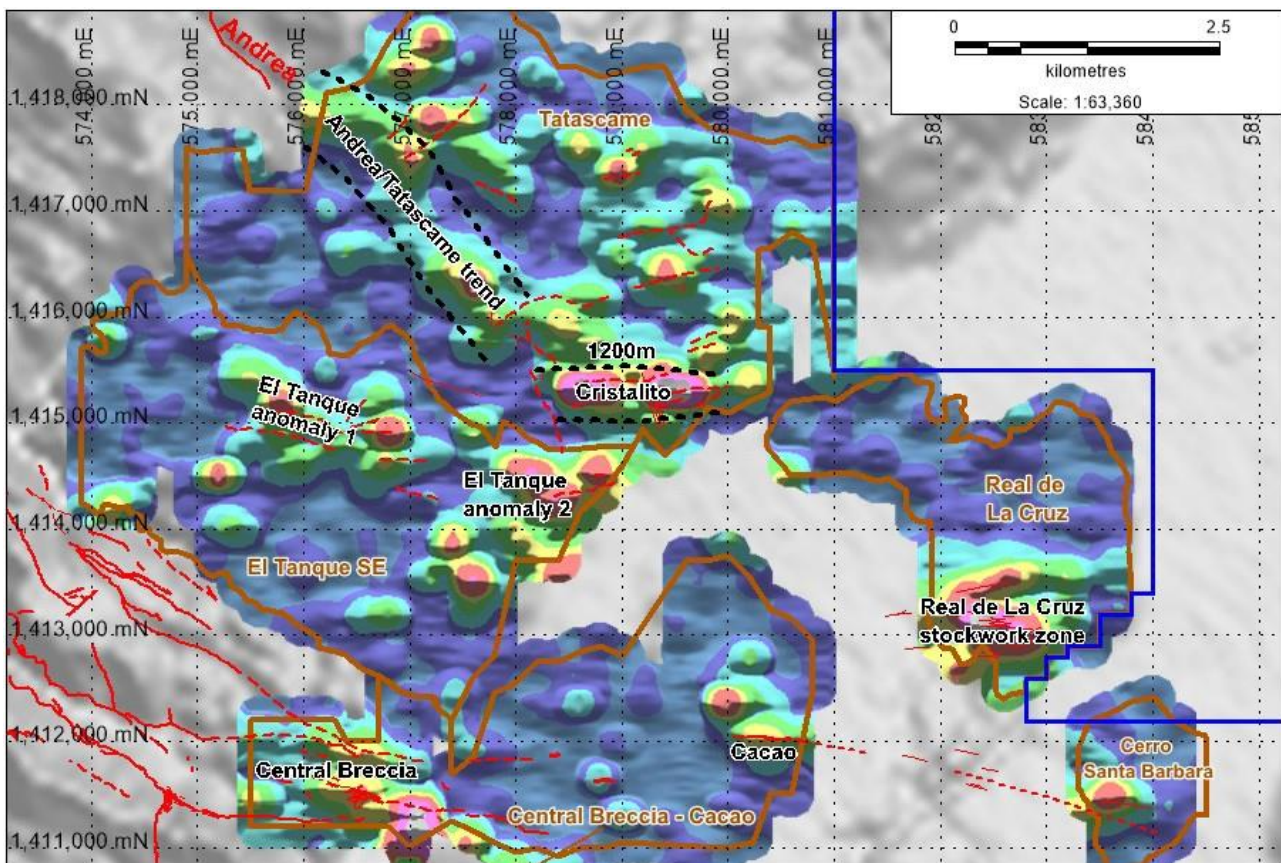 0 2.5
kilometres
Scale: 1:63,360
574,000.mE
575,000.mE
576,000.mE
577,000.mE
578,000.mE
579,000.mE
580,000.mE
581,000.mE
582
583
584
585
1,418,000.mN
1,417,000.mN
1,416,000.mN
1,415,000.mN
1,414,000.mN
1,413,000.mN
1,412,000.mN
1,411,000.mN
Andrea
Tatascame
Andrea/Tatascame trend
1200m
Cristalito
El Tanque
anomaly 1
El Tanque
anomaly 2
El Tanque SE
Real de
La Cruz
Real de La Cruz
stockwork zone
Cacao
Central Breccia
Central Breccia - Cacao
Cerro
Santa Barbara